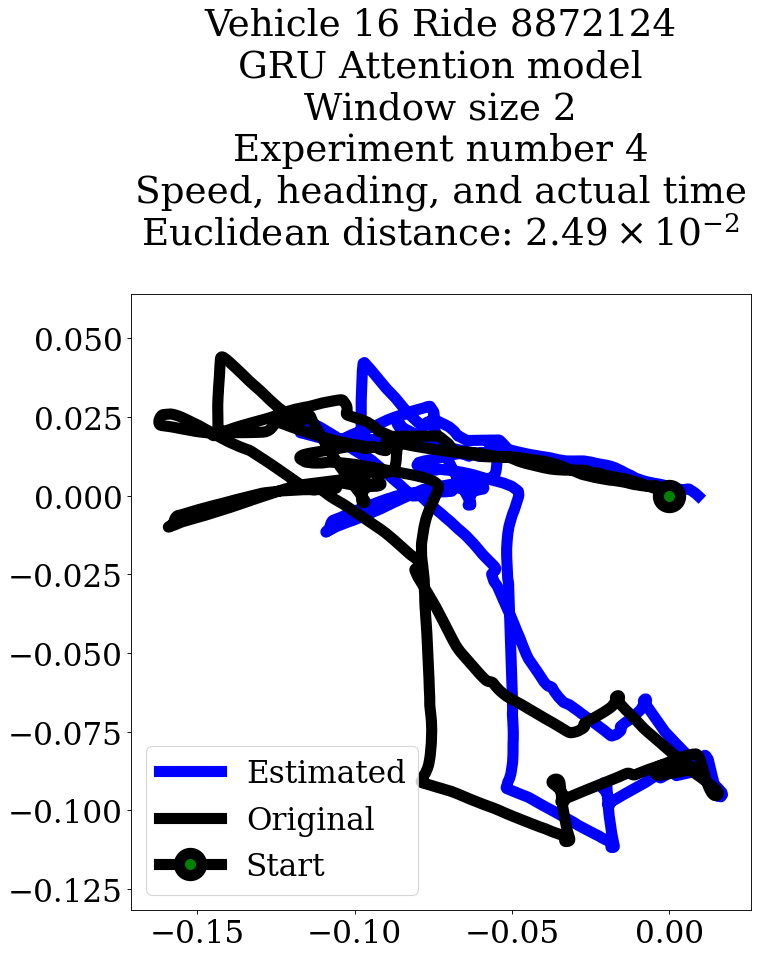 Vehicle 16 Ride 8872124
GRU Attention model
Window size 2
Experiment number 4
Speed, heading, and actual time
Euclidean distance: 2.49 × 10⁻²
0.050
0.025
0.000
−0.025
−0.050
−0.075
−0.100
−0.125
Estimated
Original
Start
−0.15 −0.10 −0.05 0.00